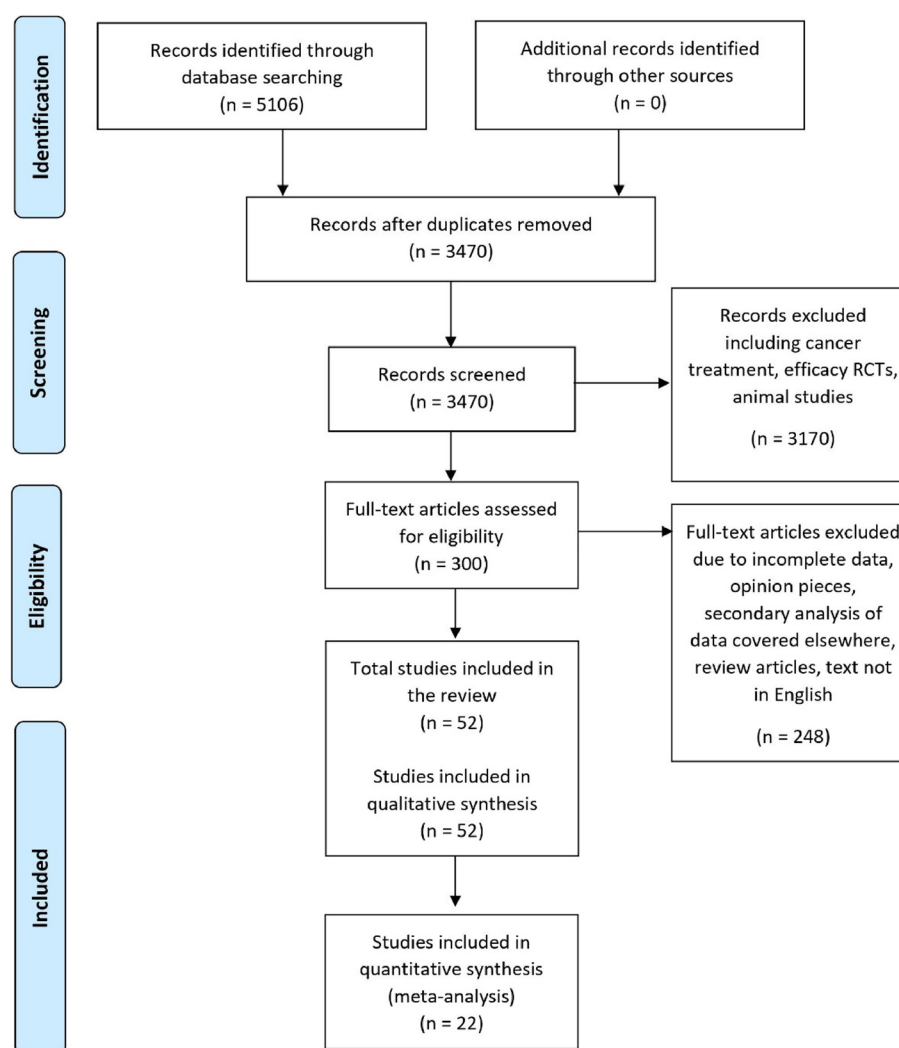 Identification
Records identified through
database searching
(n = 5106)
Additional records identified
through other sources
(n = 0)
Records after duplicates removed
(n = 3470)
Screening
Records screened
(n = 3470)
Records excluded
including cancer
treatment, efficacy RCTs,
animal studies
(n = 3170)
Eligibility
Full-text articles assessed
for eligibility
(n = 300)
Full-text articles excluded
due to incomplete data,
opinion pieces,
secondary analysis of
data covered elsewhere,
review articles, text not
in English
(n = 248)
Included
Total studies included in
the review
(n = 52)
Studies included in
qualitative synthesis
(n = 52)
Studies included in
quantitative synthesis
(meta-analysis)
(n = 22)